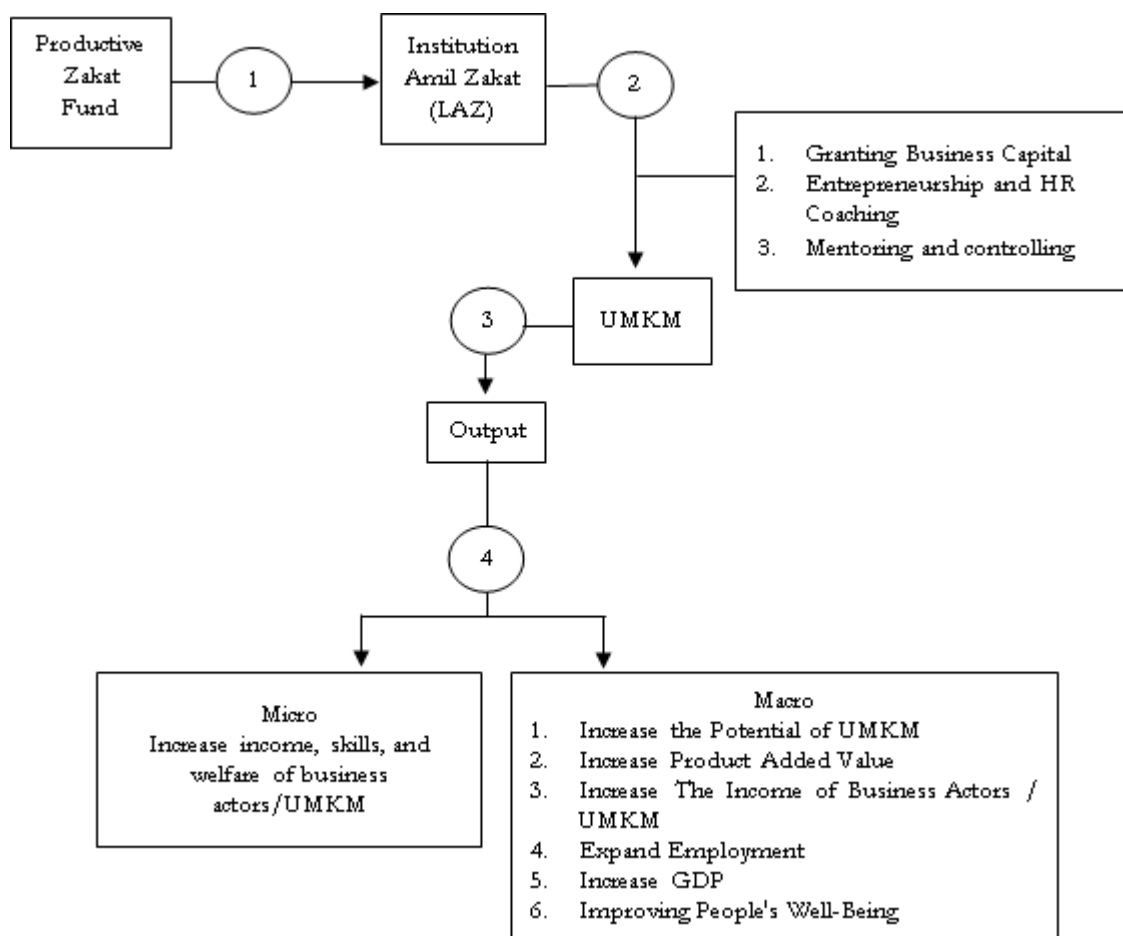 Productive
Zakat
Fund
1
Institution
Amil Zakat
(LAZ)
2
1. Granting Business Capital
2. Entrepreneurship and HR
Coaching
3. Mentoring and controlling
UMKM
3
Output
4
Micro
Increase income, skills, and
welfare of business
actors/UMKM
Macro
1. Increase the Potential of UMKM
2. Increase Product Added Value
3. Increase The Income of Business Actors /
UMKM
4. Expand Employment
5. Increase GDP
6. Improving People's Well-Being